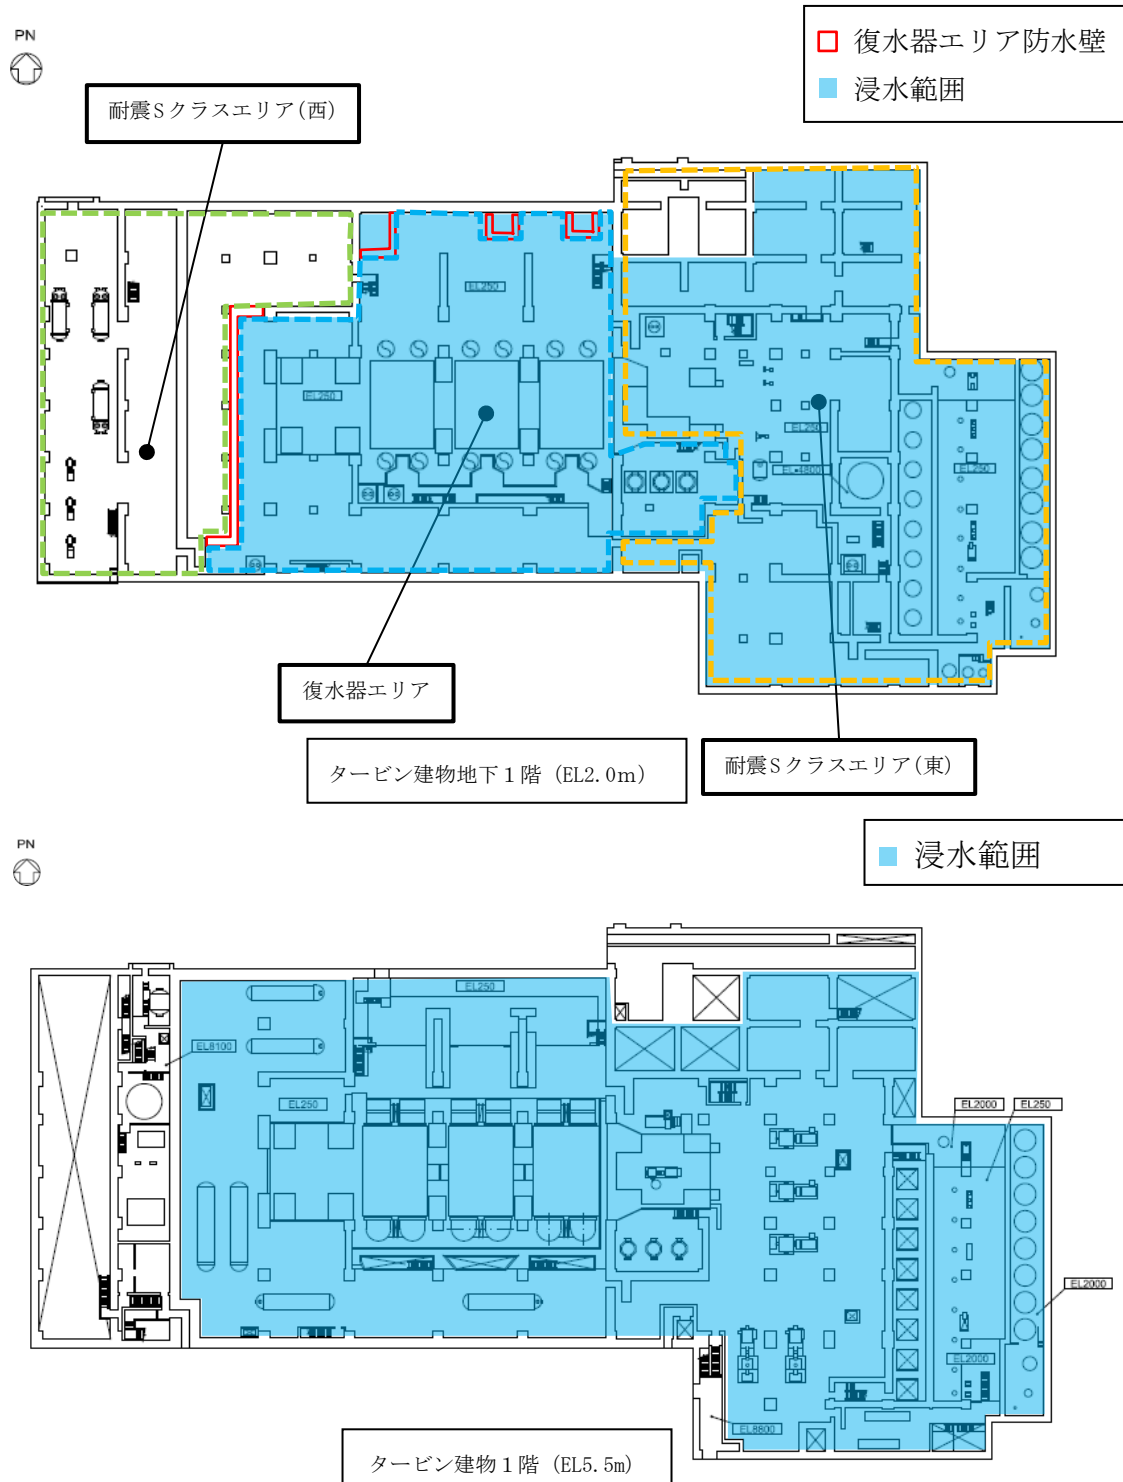 PN
復水器エリア防水壁
浸水範囲
耐震Sクラスエリア(西)
EL250
EL250
EL250
EL-4800
EL250
復水器エリア
耐震Sクラスエリア(東)
タービン建物地下1階 (EL2.0m)
PN
浸水範囲
EL250
EL8100
EL250
EL2000
EL250
EL2000
EL2000
EL8800
タービン建物1階 (EL5.5m)